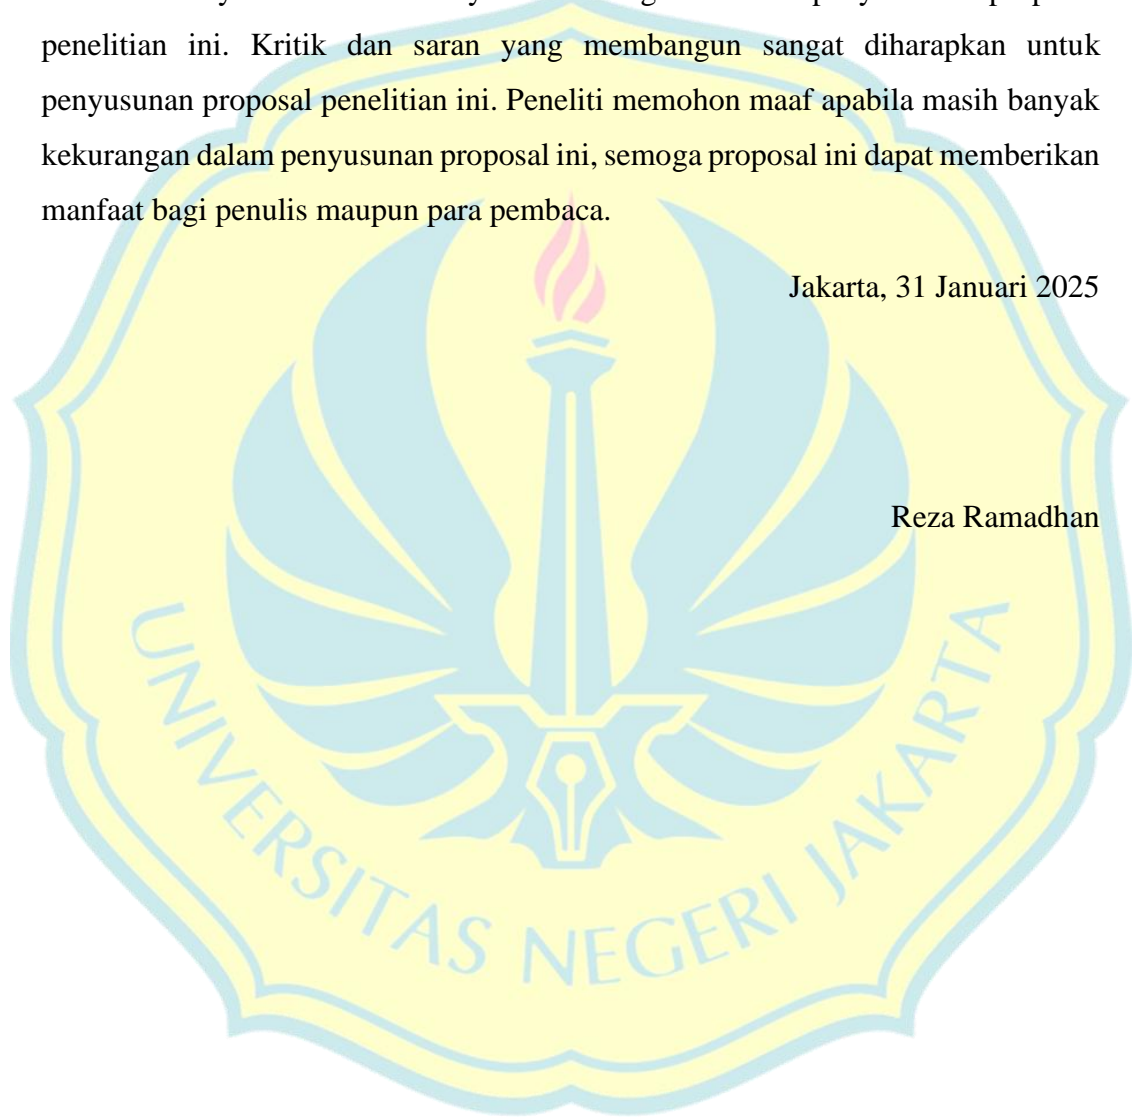 penelitian ini. Kritik dan saran yang membangun sangat diharapkan untuk
penyusunan proposal penelitian ini. Peneliti memohon maaf apabila masih banyak
kekurangan dalam penyusunan proposal ini, semoga proposal ini dapat memberikan
manfaat bagi penulis maupun para pembaca.
Jakarta, 31 Januari 2025
Reza Ramadhan
UNIVERSITAS NEGERI JAKARTA